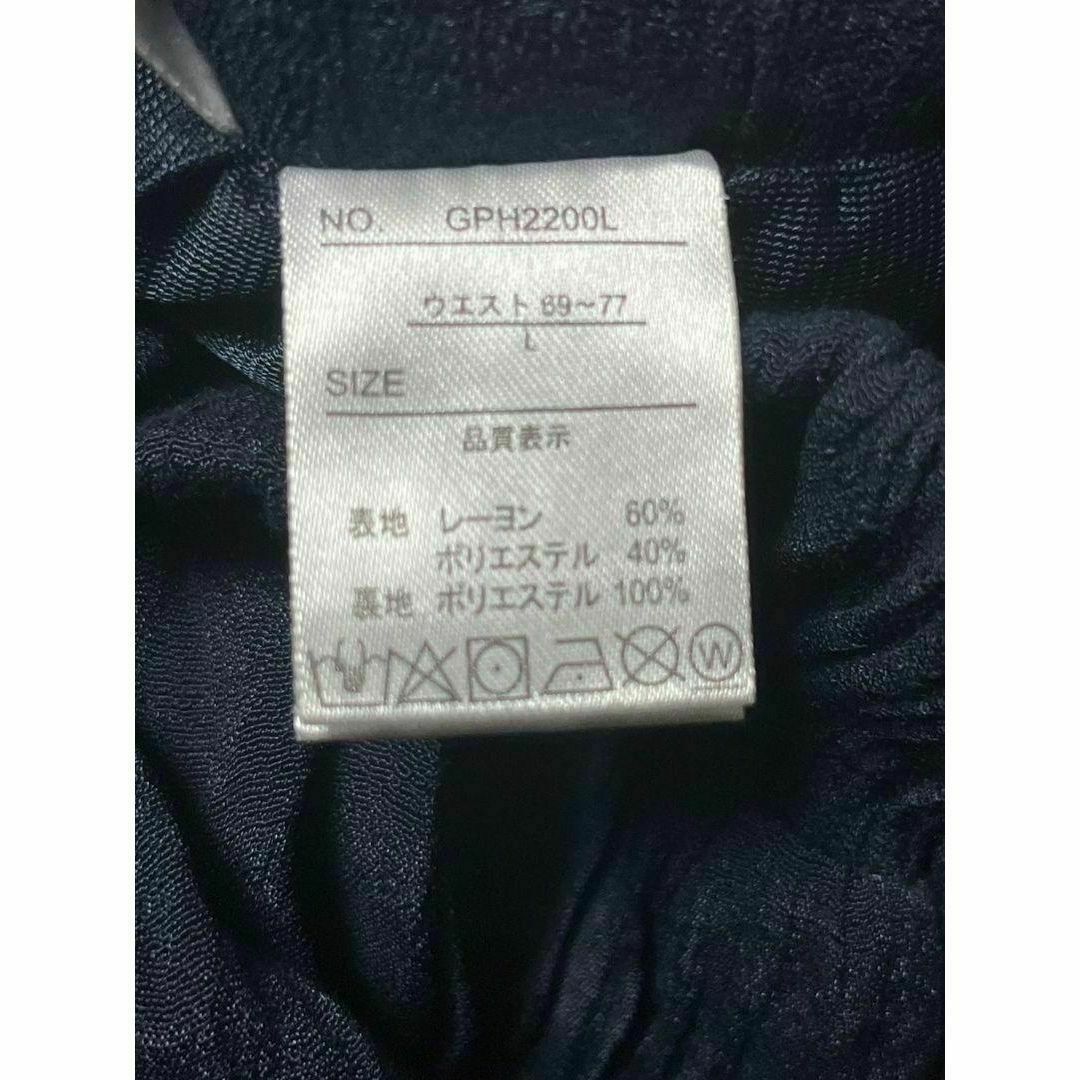 NO. GPH2200L
ウエスト 69~77
L
SIZE
品質表示
表地 レーヨン 60%
ポリエステル 40%
裏地 ポリエステル 100%
W